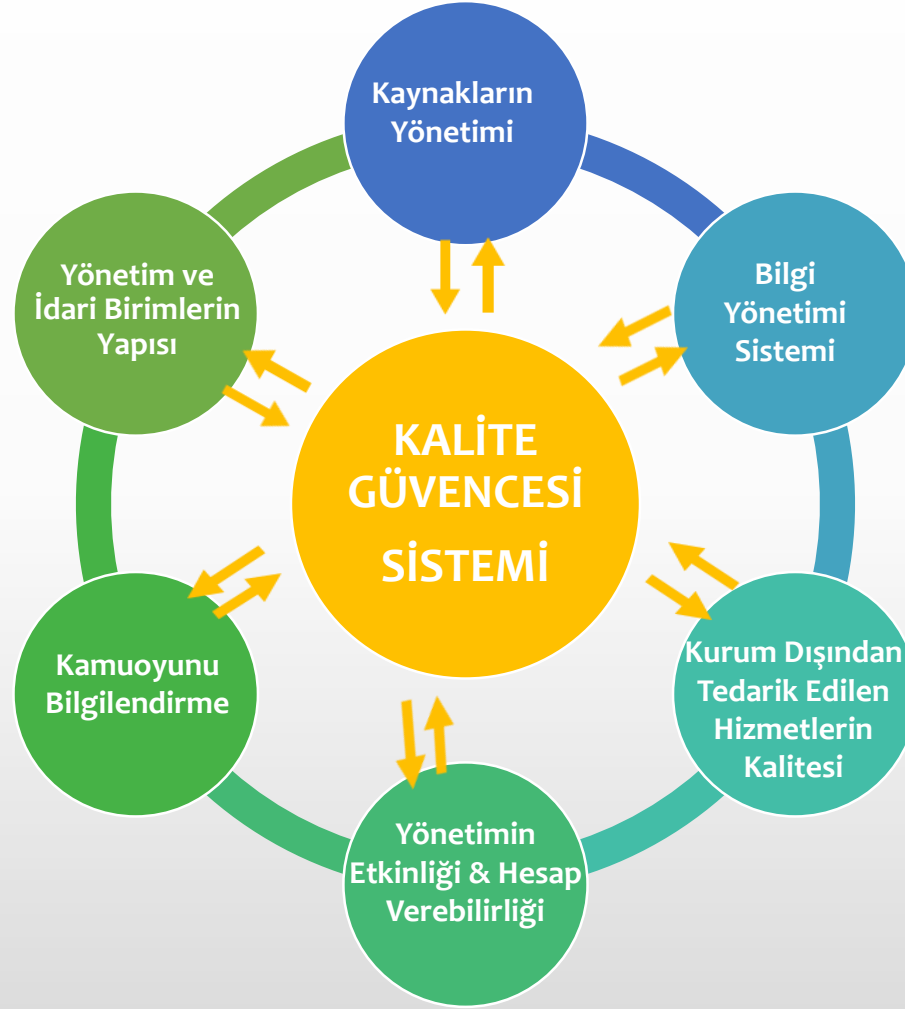 Kaynakların
Yönetimi
Yönetim ve
İdari Birimlerin
Yapısı
Bilgi
Yönetimi
Sistemi
KALİTE
GÜVENCESİ
SİSTEMİ
Kamuoyunu
Bilgilendirme
Kurum Dışından
Tedarik Edilen
Hizmetlerin
Kalitesi
Yönetimin
Etkinliği & Hesap
Verebilirliği